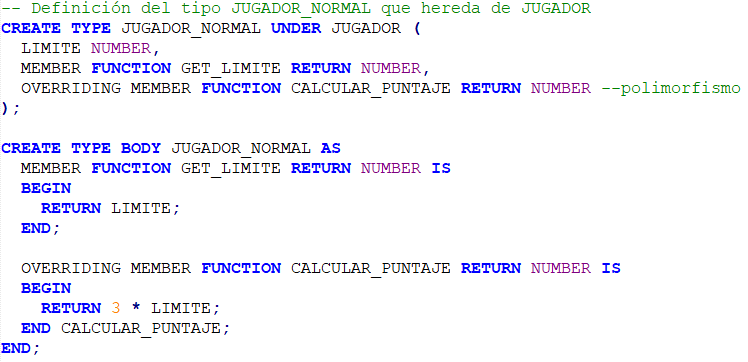 -- Definición del tipo JUGADOR_NORMAL que hereda de JUGADOR
CREATE TYPE JUGADOR_NORMAL UNDER JUGADOR (
  LIMITE NUMBER,
  MEMBER FUNCTION GET_LIMITE RETURN NUMBER,
  OVERRIDING MEMBER FUNCTION CALCULAR_PUNTAJE RETURN NUMBER --polimorfismo
);

CREATE TYPE BODY JUGADOR_NORMAL AS
  MEMBER FUNCTION GET_LIMITE RETURN NUMBER IS
  BEGIN
    RETURN LIMITE;
  END;

  OVERRIDING MEMBER FUNCTION CALCULAR_PUNTAJE RETURN NUMBER IS
  BEGIN
    RETURN 3 * LIMITE;
  END CALCULAR_PUNTAJE;
END;